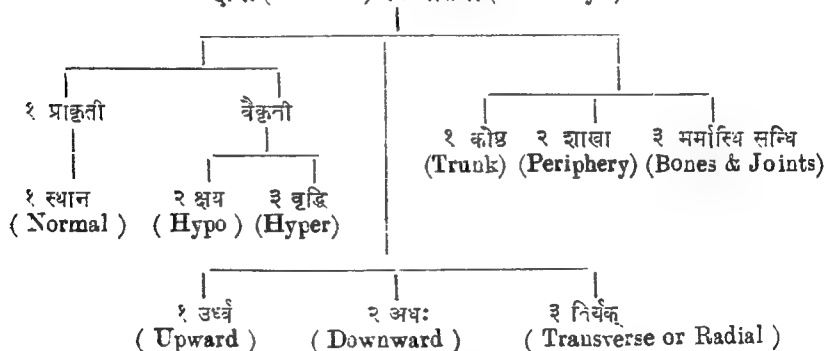 १ प्राकृती वैकृती
१ कोष्ठ २ शाखा ३ मर्मास्थि सन्धि
(Trunk) (Periphery) (Bones & Joints)
१ स्थान २ क्षय ३ वृद्धि
( Normal ) ( Hypo ) (Hyper)
१ उर्ध्व २ अधः ३ तिर्यक्
( Upward ) ( Downward ) ( Transverse or Radial )